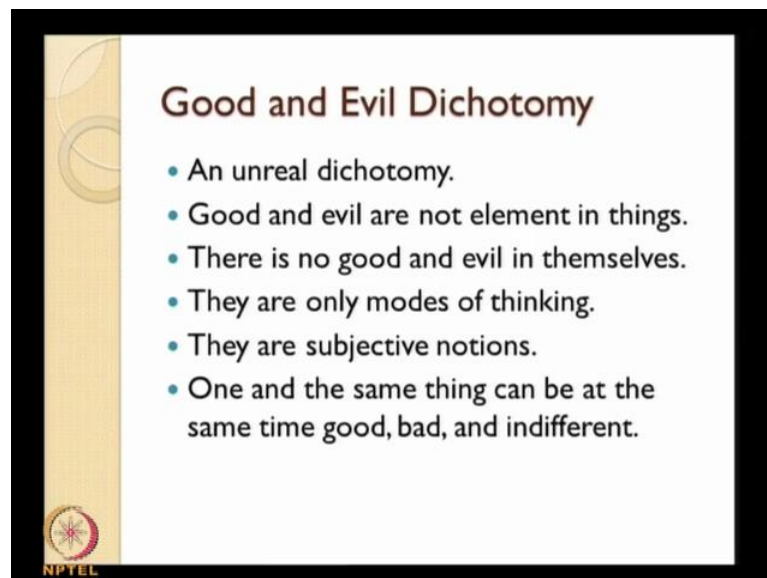 Good and Evil Dichotomy
• An unreal dichotomy.
• Good and evil are not element in things.
• There is no good and evil in themselves.
• They are only modes of thinking.
• They are subjective notions.
• One and the same thing can be at the
same time good, bad, and indifferent.
NPTEL